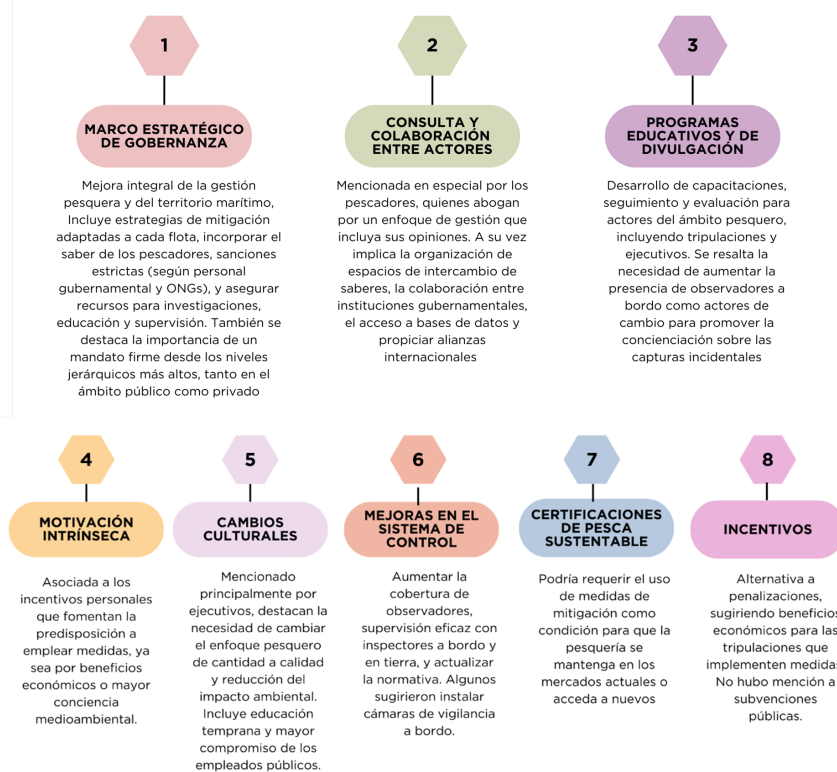 1
MARCO ESTRATÉGICO
DE GOBERNANZA
Mejora integral de la gestión
pesquera y del territorio marítimo,
Incluye estrategias de mitigación
adaptadas a cada flota, incorporar el
saber de los pescadores, sanciones
estrictas (según personal
gubernamental y ONGs), y asegurar
recursos para investigaciones,
educación y supervisión. También se
destaca la importancia de un
mandato firme desde los niveles
jerárquicos más altos, tanto en el
ámbito público como privado
2
CONSULTA Y
COLABORACIÓN
ENTRE ACTORES
Mencionada en especial por los
pescadores, quienes abogan
por un enfoque de gestión que
incluya sus opiniones. A su vez
implica la organización de
espacios de intercambio de
saberes, la colaboración entre
instituciones gubernamentales,
el acceso a bases de datos y
propiciar alianzas
internacionales
3
PROGRAMAS
EDUCATIVOS Y DE
DIVULGACIÓN
Desarrollo de capacitaciones,
seguimiento y evaluación para
actores del ámbito pesquero,
incluyendo tripulaciones y
ejecutivos. Se resalta la
necesidad de aumentar la
presencia de observadores a
bordo como actores de
cambio para promover la
concienciación sobre las
capturas incidentales
4
MOTIVACIÓN
INTRÍNSECA
Asociada a los
incentivos personales
que fomentan la
predisposición a
emplear medidas, ya
sea por beneficios
económicos o mayor
conciencia
medioambiental.
5
CAMBIOS
CULTURALES
Mencionado
principalmente por
ejecutivos, destacan la
necesidad de cambiar
el enfoque pesquero
de cantidad a calidad
y reducción del
impacto ambiental.
Incluye educación
temprana y mayor
compromiso de los
empleados públicos.
6
MEJORAS EN EL
SISTEMA DE
CONTROL
Aumentar la
cobertura de
observadores,
supervisión eficaz con
inspectores a bordo y
en tierra, y actualizar
la normativa. Algunos
sugirieron instalar
cámaras de vigilancia
a bordo.
7
CERTIFICACIONES
DE PESCA
SUSTENTABLE
Podría requerir el uso
de medidas de
mitigación como
condición para que la
pesquería se
mantenga en los
mercados actuales o
acceda a nuevos
8
INCENTIVOS
Alternativa a
penalizaciones,
sugiriendo beneficios
económicos para las
tripulaciones que
implementen medidas
No hubo mención a
subvenciones
públicas.